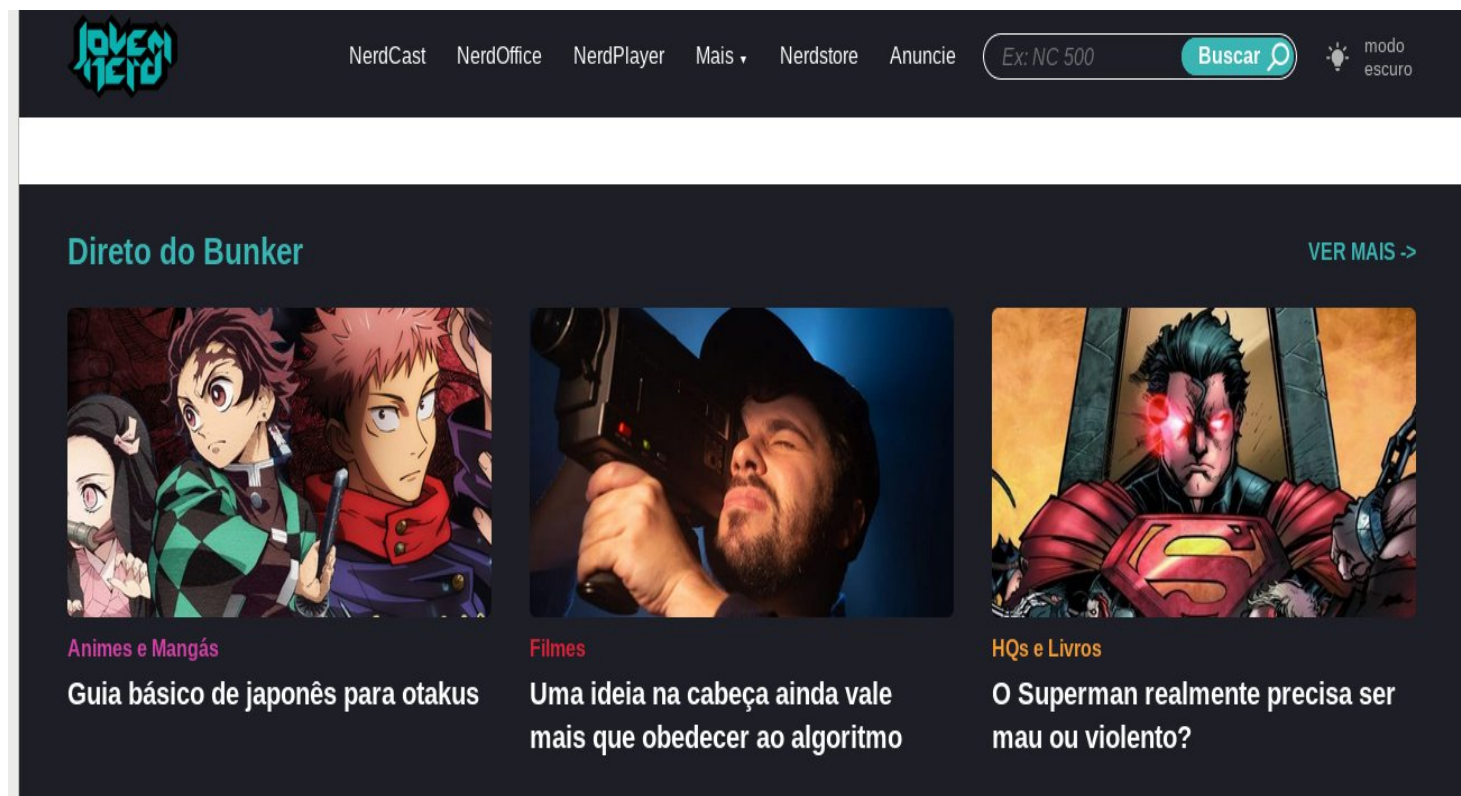 JOVEM
NERD
NerdCast NerdOffice NerdPlayer Mais ▾ Nerdstore Anuncie Ex: NC 500 Buscar modo
escuro
Direto do Bunker
VER MAIS ->
Animes e Mangás
Guia básico de japonês para otakus
Filmes
Uma ideia na cabeça ainda vale
mais que obedecer ao algoritmo
HQs e Livros
O Superman realmente precisa ser
mau ou violento?